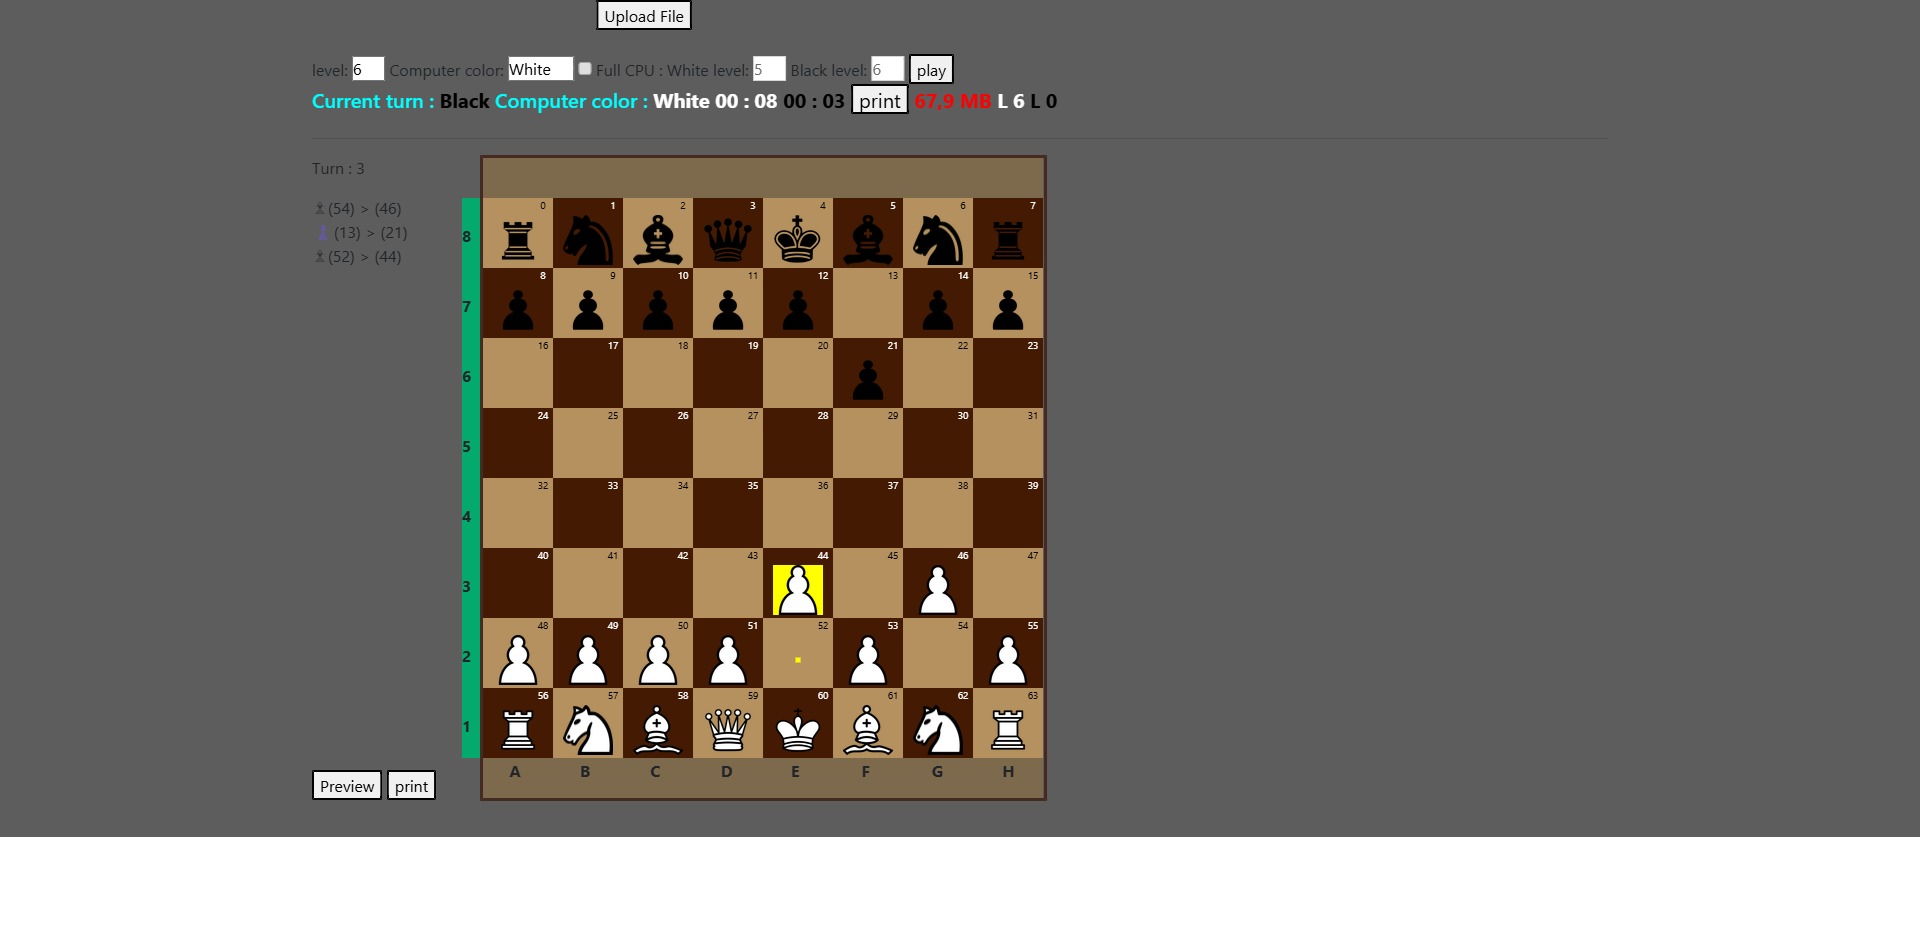 Upload File
level: 6 Computer color: White Full CPU : White level: 5 Black level: 6 play
Current turn : Black Computer color : White 00 : 08 00 : 03 print 67,9 MB L 6 L 0
Turn : 3
(54) > (46)
(13) > (21)
(52) > (44)
0 1 2 3 4 5 6 7
8
8 9 10 11 12 13 14 15
7
16 17 18 19 20 21 22 23
6
24 25 26 27 28 29 30 31
5
32 33 34 35 36 37 38 39
4
40 41 42 43 44 45 46 47
3
48 49 50 51 52 53 54 55
2
56 57 58 59 60 61 62 63
1
A B C D E F G H
Preview print